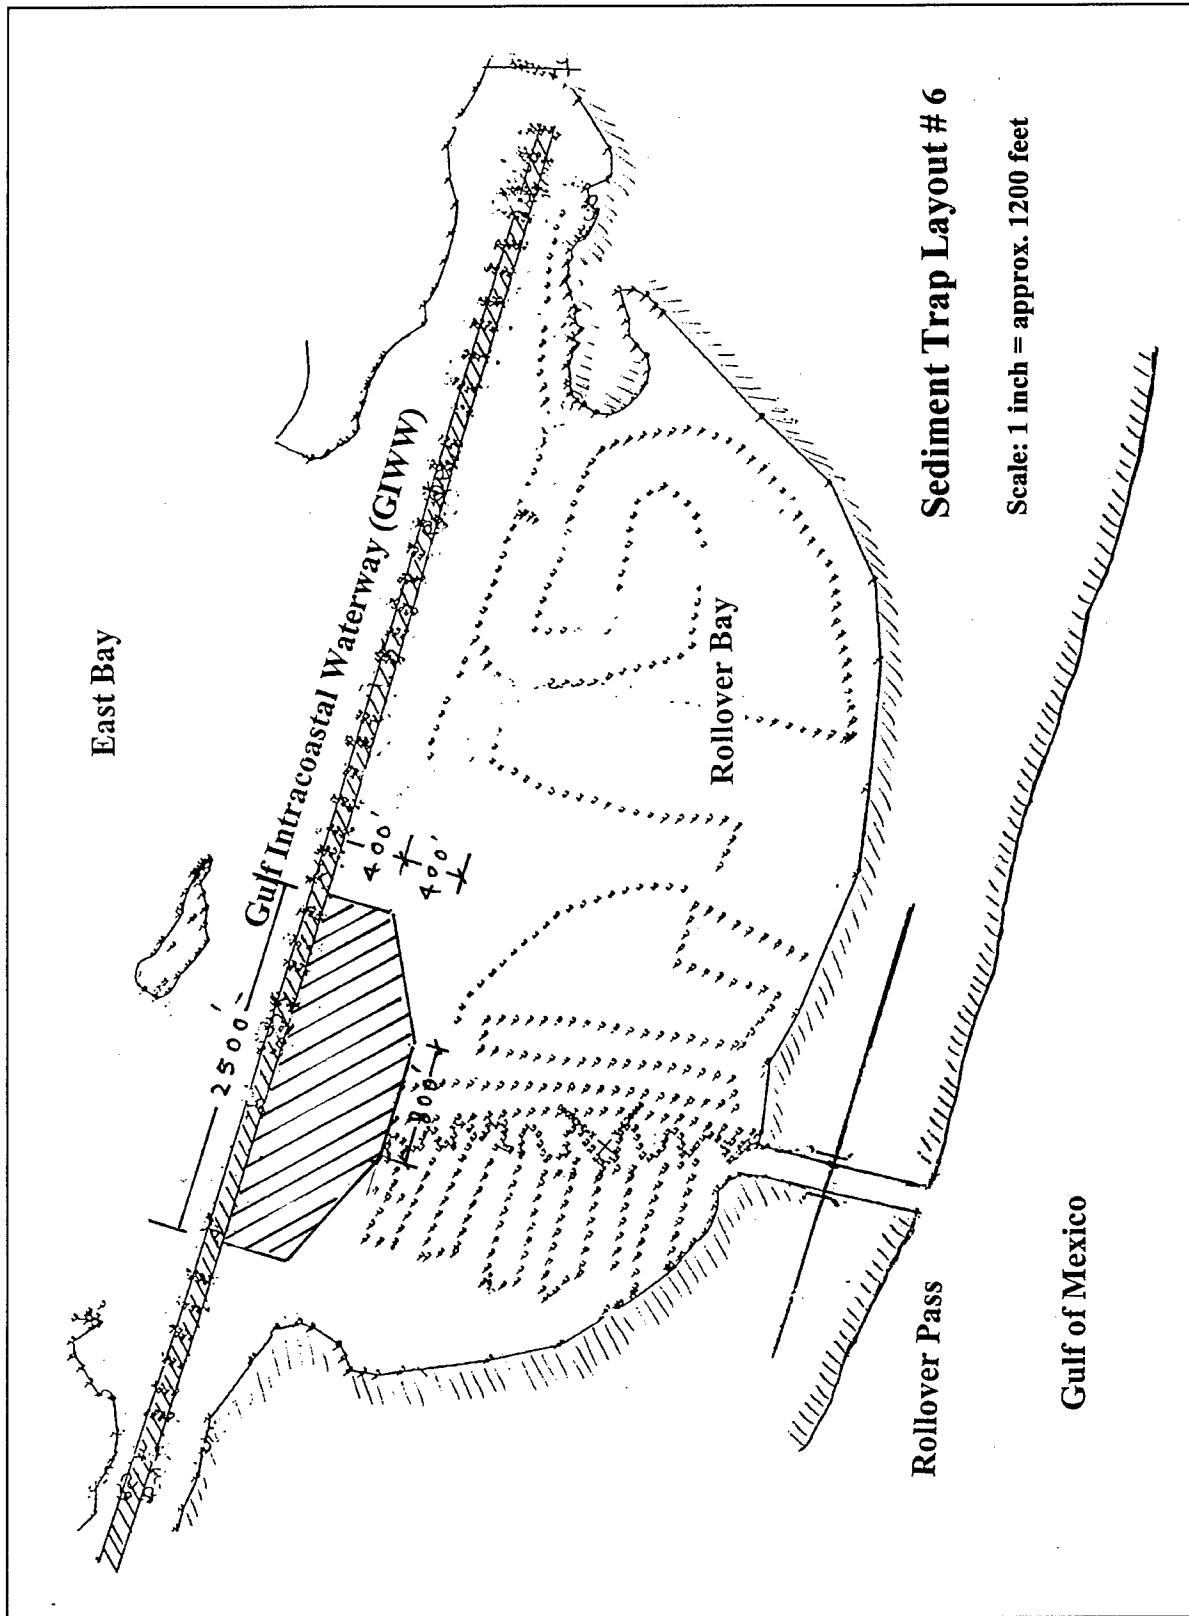 East Bay
Gulf Intracoastal Waterway (GIWW)
2500'
400'
400'
800'
Rollover Bay
Sediment Trap Layout # 6
Scale: 1 inch = approx. 1200 feet
Rollover Pass
Gulf of Mexico